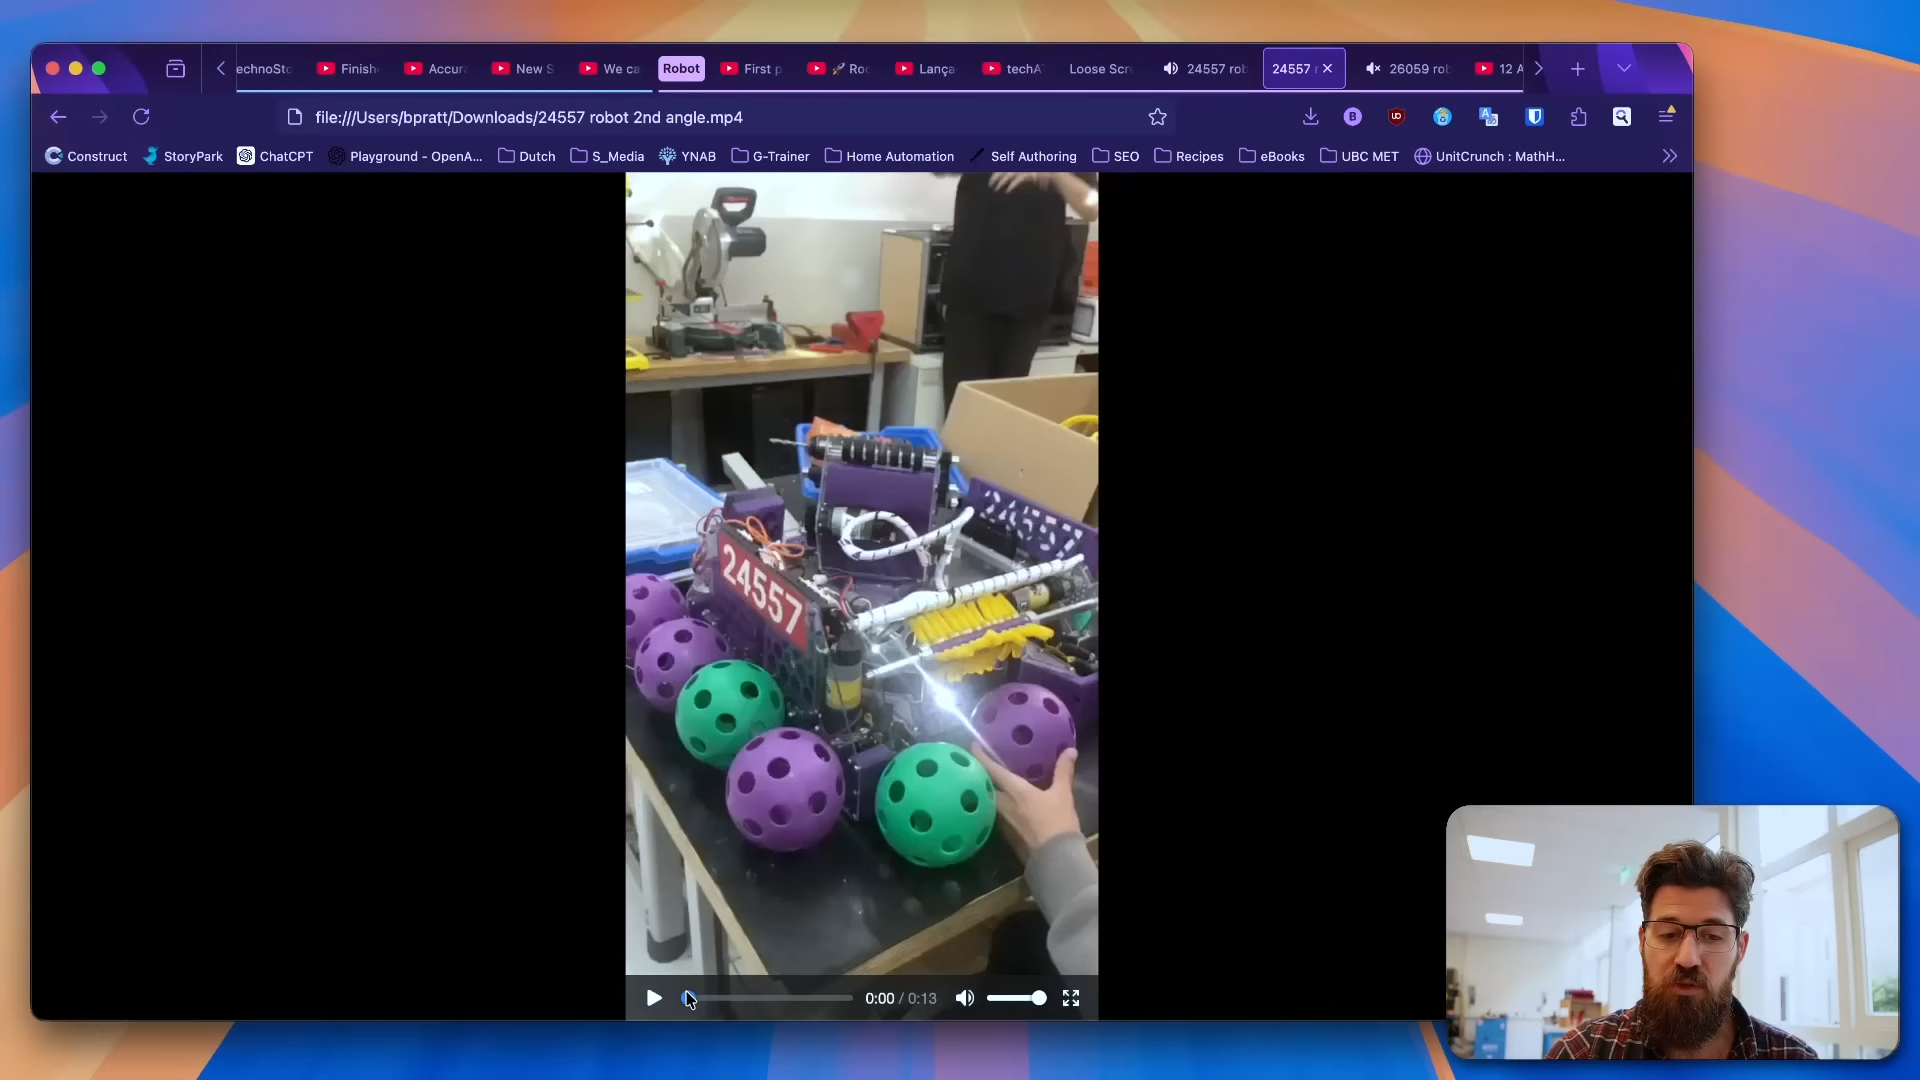 echnoSto
Finish
Accur
New S
We ca
Robot
First p
🚀 Roc
Lança
techA
Loose Scr
24557 rob
24557 r
26059 rob
12 A
file:///Users/bpratt/Downloads/24557 robot 2nd angle.mp4
Construct
StoryPark
ChatCPT
Playground - OpenA...
Dutch
S_Media
YNAB
G-Trainer
Home Automation
Self Authoring
SEO
Recipes
eBooks
UBC MET
UnitCrunch : MathH...
24557
24557
0:00 / 0:13